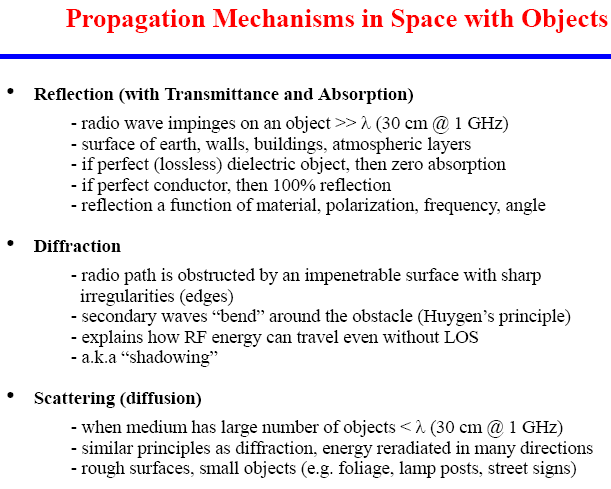 Propagation Mechanisms in Space with Objects
• Reflection (with Transmittance and Absorption)
- radio wave impinges on an object >> λ (30 cm @ 1 GHz)
- surface of earth, walls, buildings, atmospheric layers
- if perfect (lossless) dielectric object, then zero absorption
- if perfect conductor, then 100% reflection
- reflection a function of material, polarization, frequency, angle
• Diffraction
- radio path is obstructed by an impenetrable surface with sharp
irregularities (edges)
- secondary waves “bend” around the obstacle (Huygen’s principle)
- explains how RF energy can travel even without LOS
- a.k.a “shadowing”
• Scattering (diffusion)
- when medium has large number of objects < λ (30 cm @ 1 GHz)
- similar principles as diffraction, energy reradiated in many directions
- rough surfaces, small objects (e.g. foliage, lamp posts, street signs)